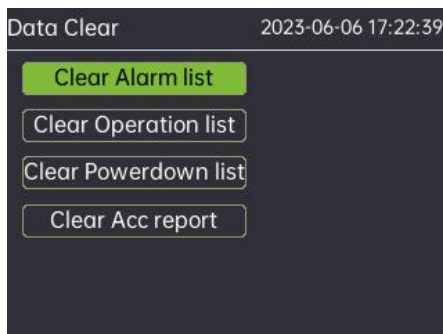 Data Clear 2023-06-06 17:22:39
Clear Alarm list
Clear Operation list
Clear Powerdown list
Clear Acc report